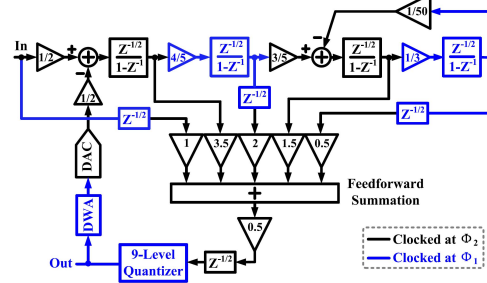 1/50
In
1/2
+
+
−
Z-1/2
1-Z-1
4/5
Z-1/2
1-Z-1
3/5
+
−
+
Z-1/2
1-Z-1
1/3
Z-1/2
1-Z-1
1/2
Z-1/2
Z-1/2
Z-1/2
DAC
1
3.5
2
1.5
0.5
DWA
+
Feedforward
Summation
0.5
Out
9-Level
Quantizer
Z-1/2
Clocked at Φ2
Clocked at Φ1